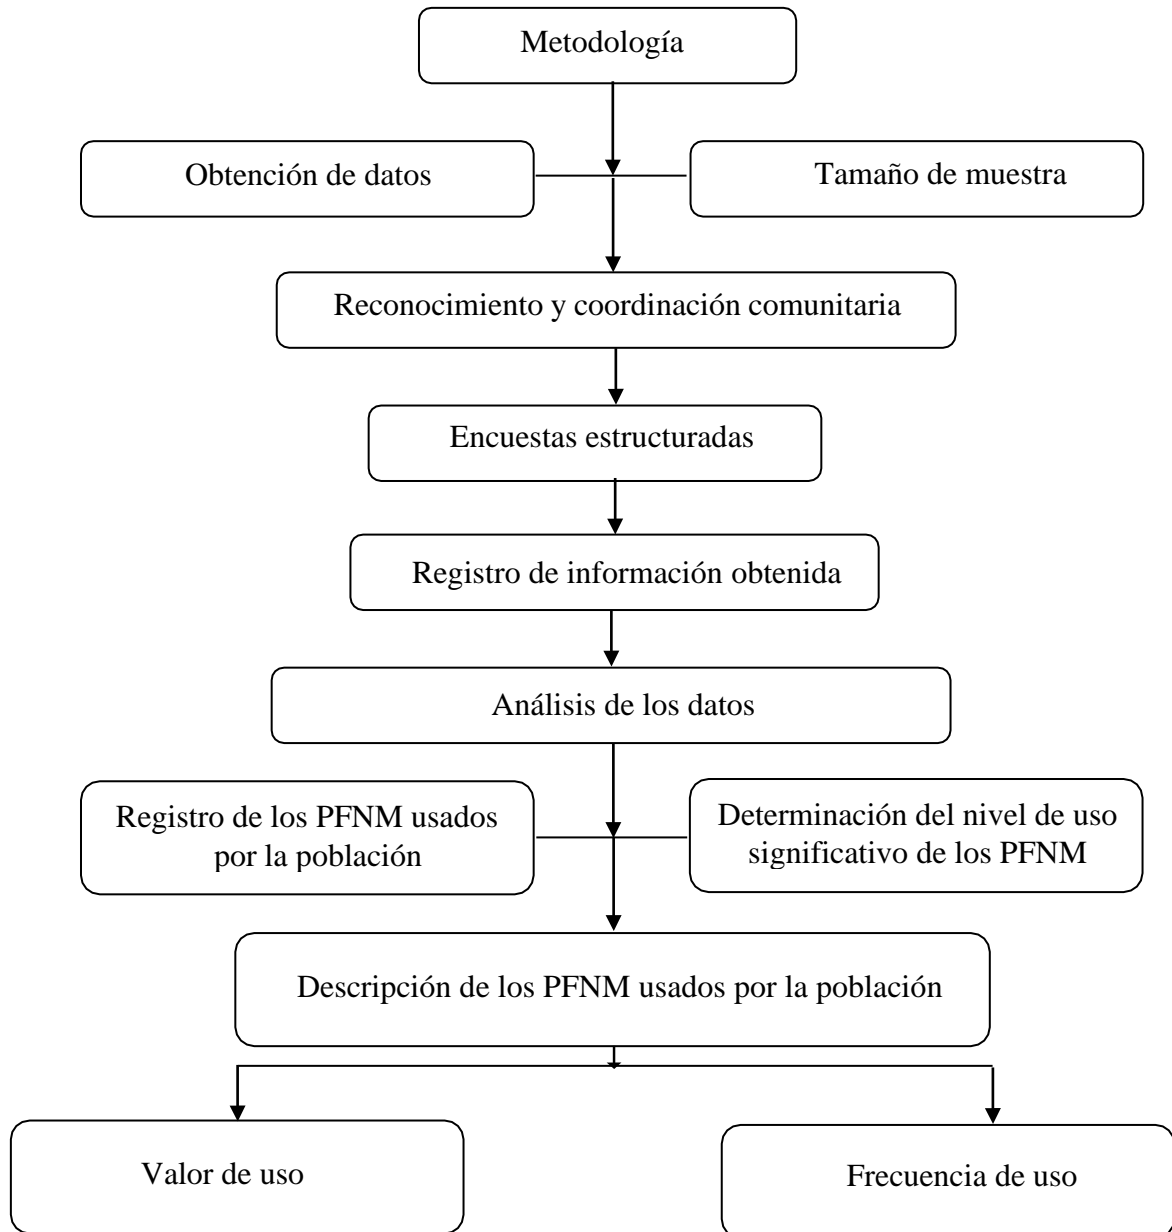 Metodología
Obtención de datos
Tamaño de muestra
Reconocimiento y coordinación comunitaria
Encuestas estructuradas
Registro de información obtenida
Análisis de los datos
Registro de los PFNM usados
por la población
Determinación del nivel de uso
significativo de los PFNM
Descripción de los PFNM usados por la población
Valor de uso
Frecuencia de uso